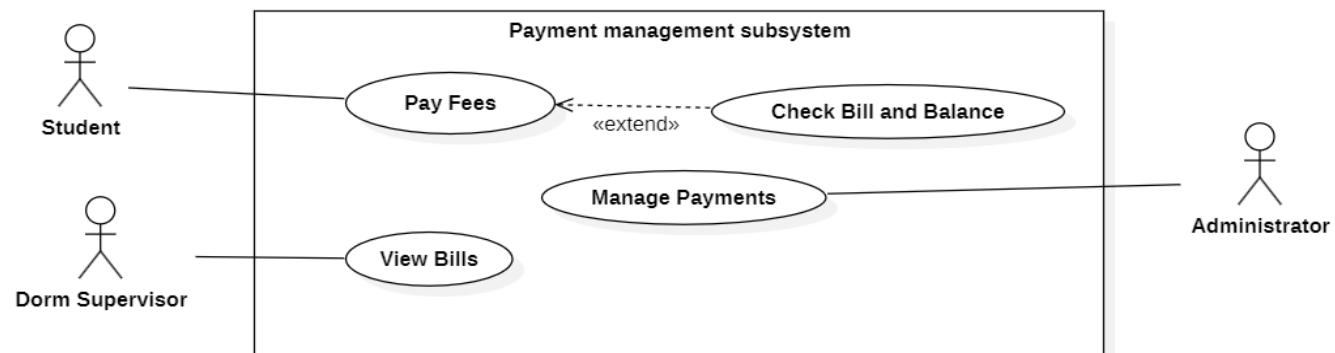 Payment management subsystem
Student
Pay Fees
«extend»
Check Bill and Balance
Manage Payments
Administrator
View Bills
Dorm Supervisor